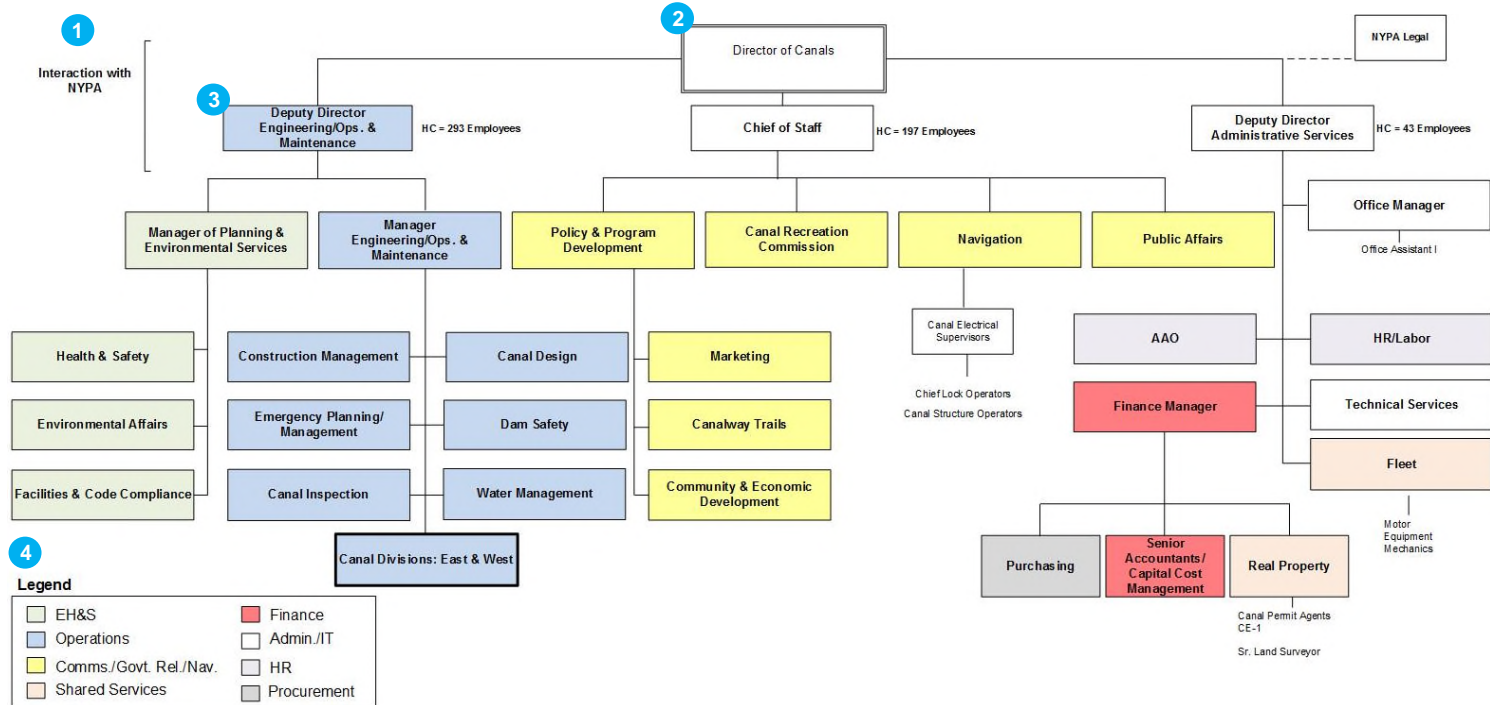 1
2
Director of Canals
NYPA Legal
Interaction with
NYPA
3
Deputy Director
Engineering/Ops. &
Maintenance
HC = 293 Employees
Chief of Staff
HC = 197 Employees
Deputy Director
Administrative Services
HC = 43 Employees
Office Manager
Office Assistant I
Manager of Planning &
Environmental Services
Manager
Engineering/Ops. &
Maintenance
Policy & Program
Development
Canal Recreation
Commission
Navigation
Public Affairs
Canal Electrical
Supervisors
Chief Lock Operators
Canal Structure Operators
Health & Safety
Construction Management
Canal Design
Marketing
AAO
HR/Labor
Environmental Affairs
Emergency Planning/
Management
Dam Safety
Canalway Trails
Finance Manager
Technical Services
Facilities & Code Compliance
Canal Inspection
Water Management
Community & Economic
Development
Fleet
Motor
Equipment
Mechanics
Canal Divisions: East & West
Purchasing
Senior
Accountants/
Capital Cost
Management
Real Property
Canal Permit Agents
CE-1
Sr. Land Surveyor
4
Legend
EH&S
Finance
Operations
Admin./IT
Comms./Govt. Rel./Nav.
HR
Shared Services
Procurement